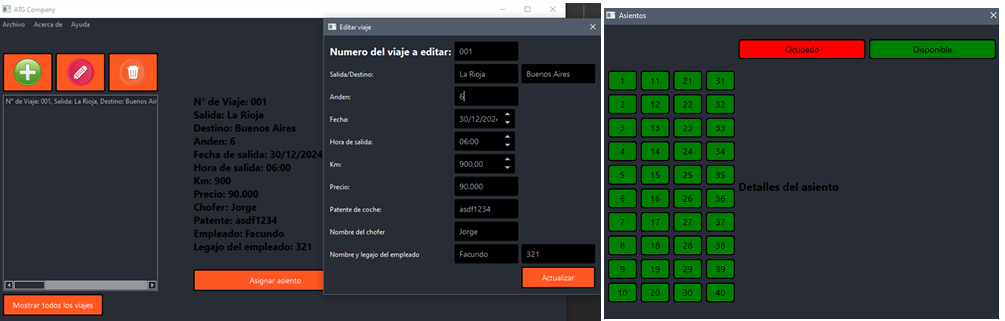 ATG Company
Archivo Acerca de Ayuda
N° de Viaje: 001, Salida: La Rioja, Destino: Buenos Air
N° de Viaje: 001
Salida: La Rioja
Destino: Buenos Aires
Anden: 6
Fecha de salida: 30/12/2024
Hora de salida: 06:00
Km: 900
Precio: 90.000
Chofer: Jorge
Patente: asdf1234
Empleado: Facundo
Legajo del empleado: 321
Asignar asiento
Mostrar todos los viajes
Editar viaje
Numero del viaje a editar: 001
Salida/Destino: La Rioja Buenos Aires
Anden: 6
Fecha: 30/12/202
Hora de salida: 06:00
Km: 900,00
Precio: 90.000
Patente de coche: asdf1234
Nombre del chofer Jorge
Nombre y legajo del empleado Facundo 321
Actualizar
Asientos
Ocupado Disponible
1 11 21 31
2 12 22 32
3 13 23 33
4 14 24 34
5 15 25 35
6 16 26 36
7 17 27 37
8 18 28 38
9 19 29 39
10 20 30 40
Detalles del asiento